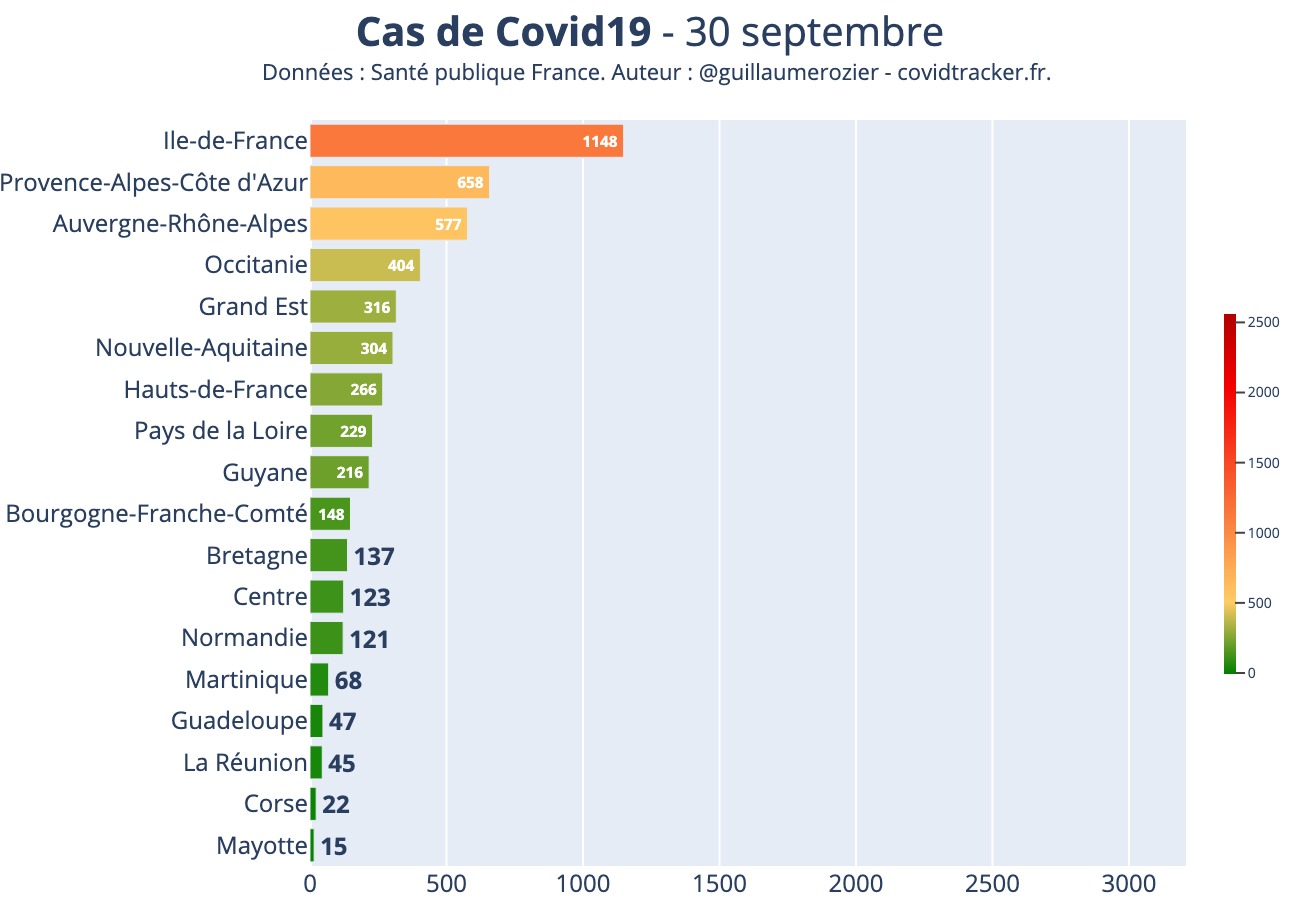 Cas de Covid19 - 30 septembre
Données : Santé publique France. Auteur : @guillaumerozier - covidtracker.fr.
Ile-de-France 1148
Provence-Alpes-Côte d'Azur 658
Auvergne-Rhône-Alpes 577
Occitanie 404
Grand Est 316
Nouvelle-Aquitaine 304
Hauts-de-France 266
Pays de la Loire 229
Guyane 216
Bourgogne-Franche-Comté 148
Bretagne 137
Centre 123
Normandie 121
Martinique 68
Guadeloupe 47
La Réunion 45
Corse 22
Mayotte 15
0 500 1000 1500 2000 2500 3000
2500
2000
1500
1000
500
0